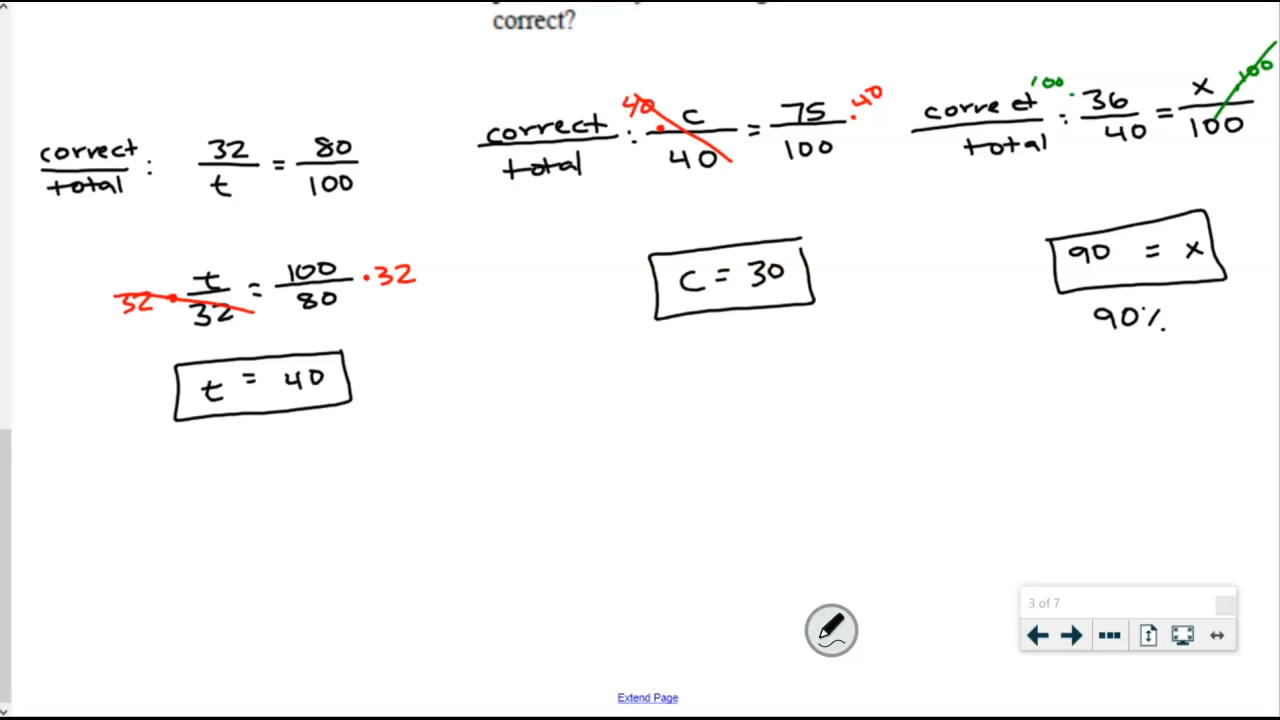 correct?
correct
total : 32/t = 80/100
32 · t/32 = 100/80 · 32
t = 40
correct
total : 40 · c/40 = 75/100 · 40
c = 30
correct
total : 100 · 36/40 = x/100 · 100
90 = x
90%
3 of 7
Extend Page